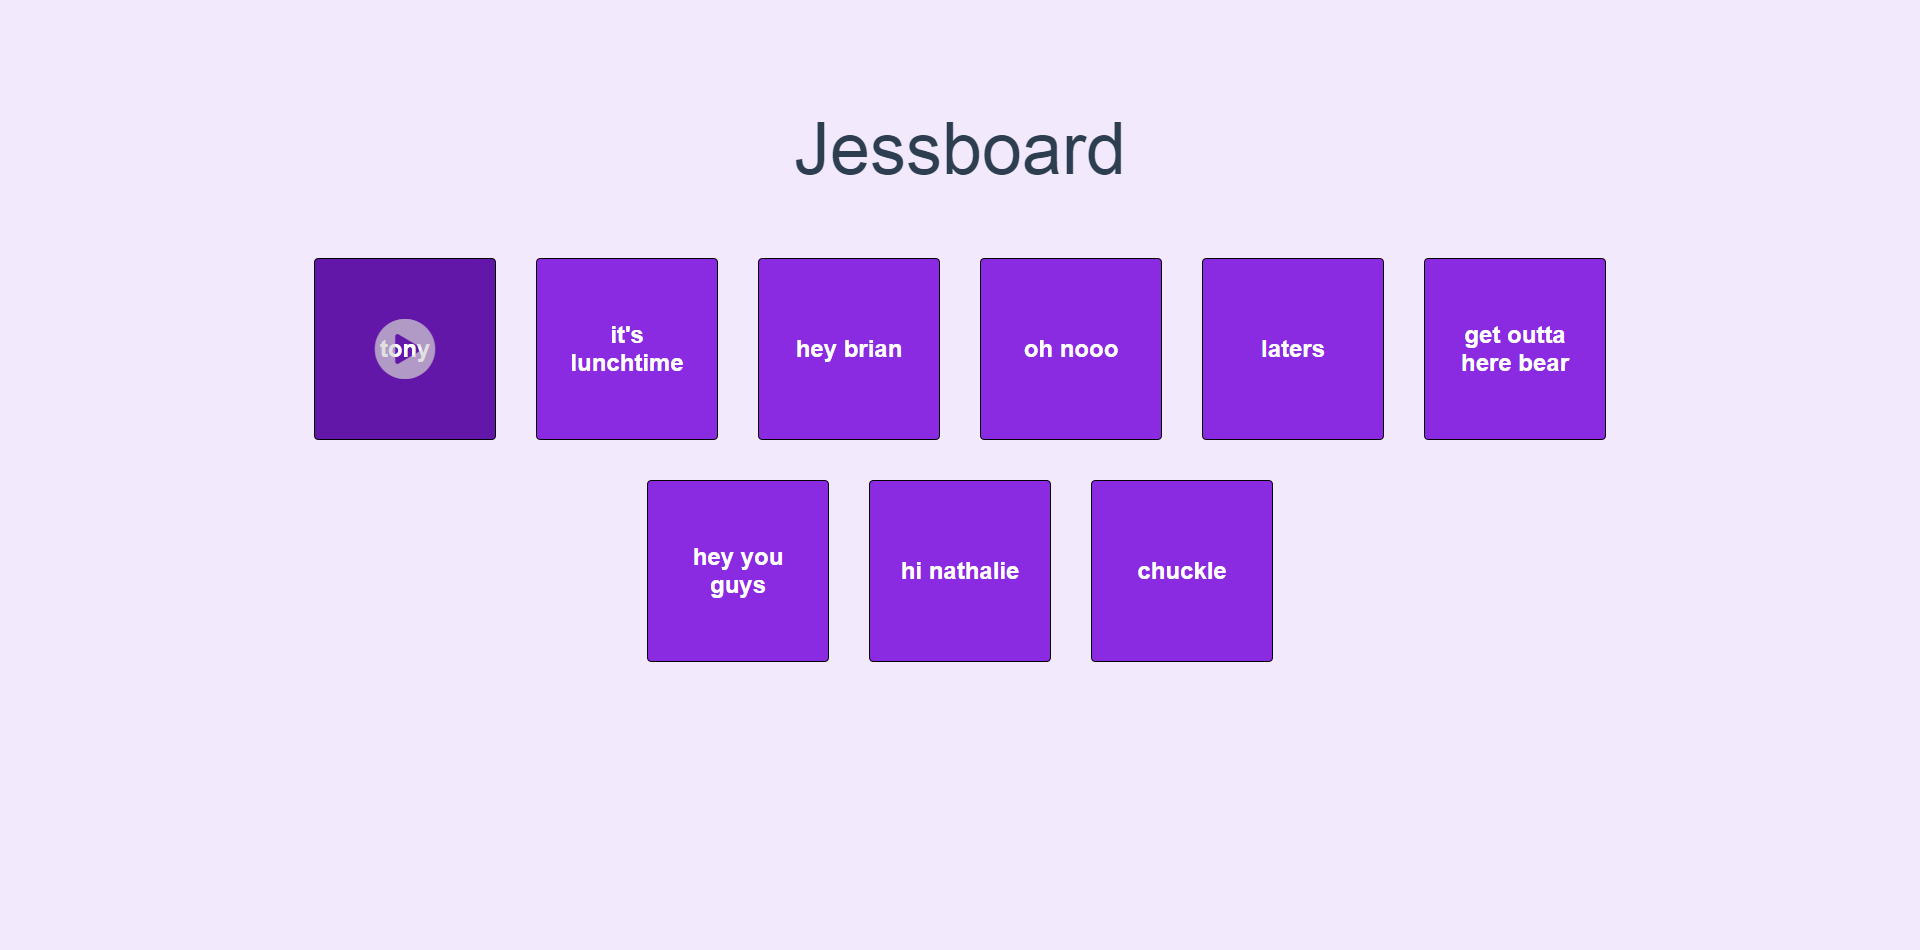 Jessboard
tony
it's
lunchtime
hey brian
oh nooo
laters
get outta
here bear
hey you
guys
hi nathalie
chuckle